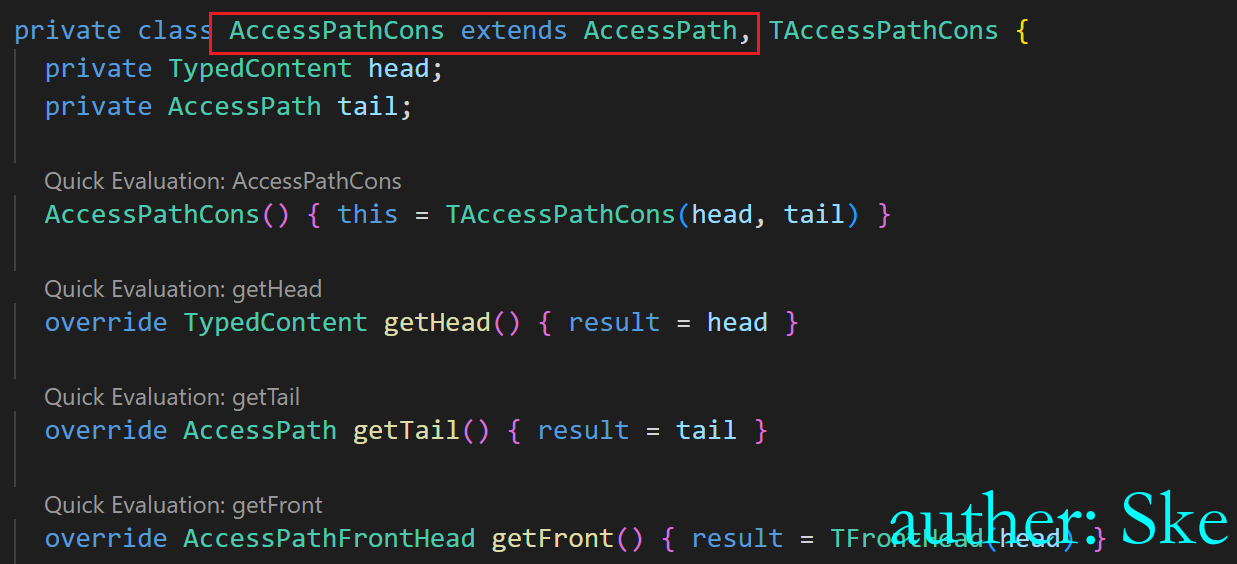 private class AccessPathCons extends AccessPath, TAccessPathCons {
private TypedContent head;
private AccessPath tail;
Quick Evaluation: AccessPathCons
AccessPathCons() { this = TAccessPathCons(head, tail) }
Quick Evaluation: getHead
override TypedContent getHead() { result = head }
Quick Evaluation: getTail
override AccessPath getTail() { result = tail }
Quick Evaluation: getFront
override AccessPathFrontHead getFront() { result = TFrontHead(head) }
auther: Ske